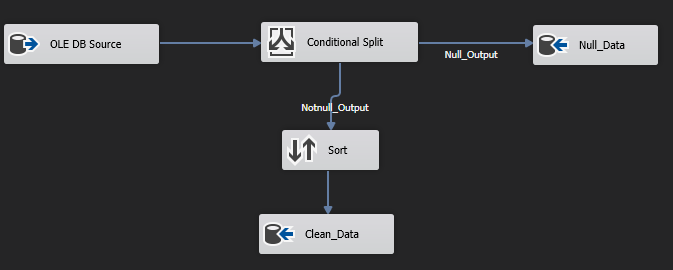 OLE DB Source
Conditional Split
Null_Data
Null_Output
Notnull_Output
Sort
Clean_Data